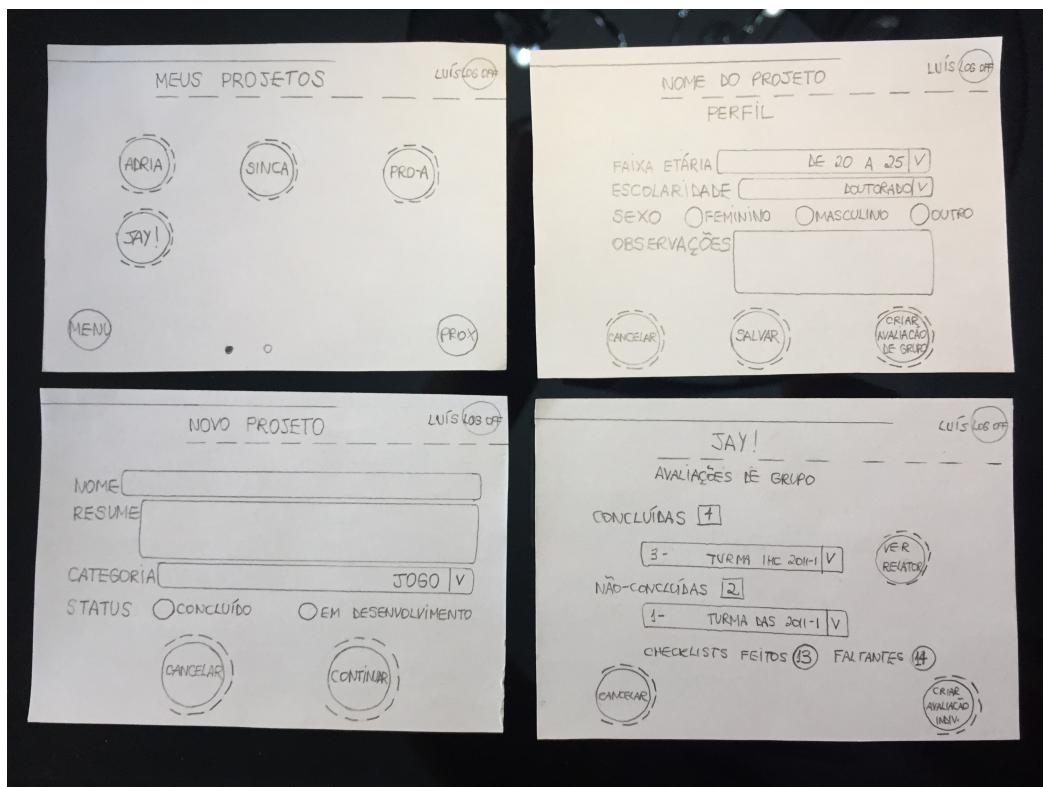 MEUS PROJETOS
LUÍS LOG OFF
ADRIA
SINCA
PRO-A
JAY!
MENU
PROX
NOME DO PROJETO
LUÍS LOG OFF
PERFIL
FAIXA ETÁRIA DE 20 A 25 V
ESCOLARIDADE DOUTORADO V
SEXO FEMININO MASCULINO OUTRO
OBSERVAÇÕES
CANCELAR
SALVAR
CRIAR
AVALIACÃO
DE GRUPO
NOVO PROJETO
LUÍS LOG OFF
NOME
RESUME
CATEGORIA JOGO V
STATUS CONCLUÍDO EM DESENVOLVIMENTO
CANCELAR
CONTINUAR
JAY!
LUÍS LOG OFF
AVALIAÇÕES DE GRUPO
CONCLUÍDAS 4
3- TURMA IHC 2011-1 V
VER
RELATOR
NÃO-CONCLUÍDAS 2
1- TURMA DAS 2011-1 V
CHECKLISTS FEITOS 13 FALTANTES 14
CANCELAR
CRIAR
AVALIACÃO
INDIV.